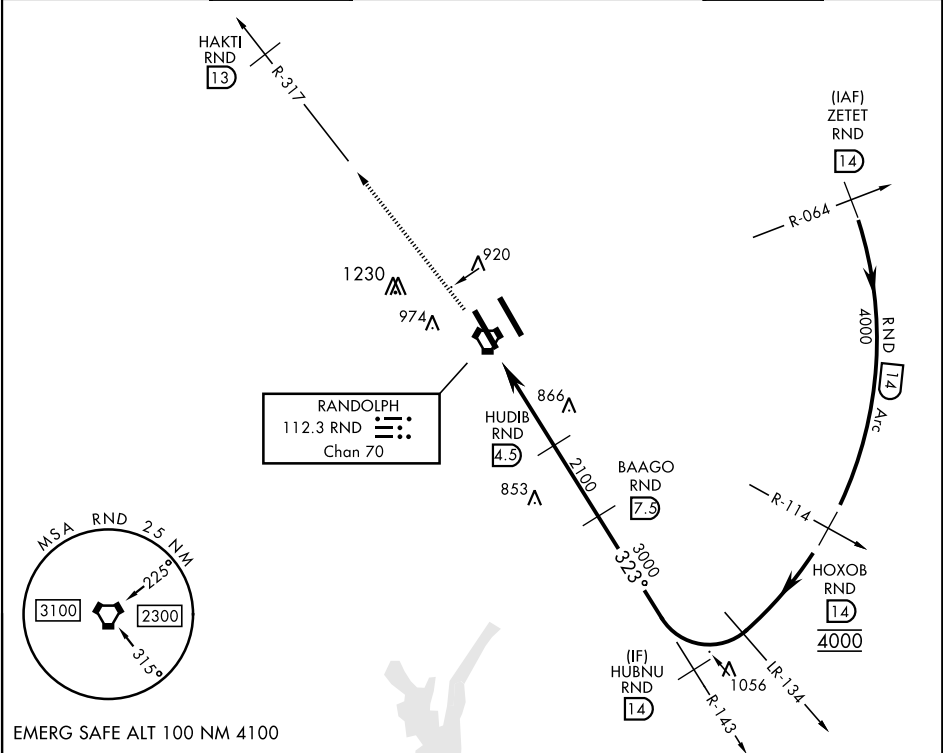 HAKTI
RND
13
R-317
(IAF)
ZETET
RND
14
R-064
4000
RND
14
Arc
920
1230
974
RANDOLPH
112.3 RND
Chan 70
866
HUDIB
RND
4.5
2100
853
BAAGO
RND
7.5
3000
323°
R-114
HOXOB
RND
14
4000
(IF)
HUBNU
RND
14
1056
LR-134
R-143
MSA RND 25 NM
225°
3100
2300
315°
EMERG SAFE ALT 100 NM 4100